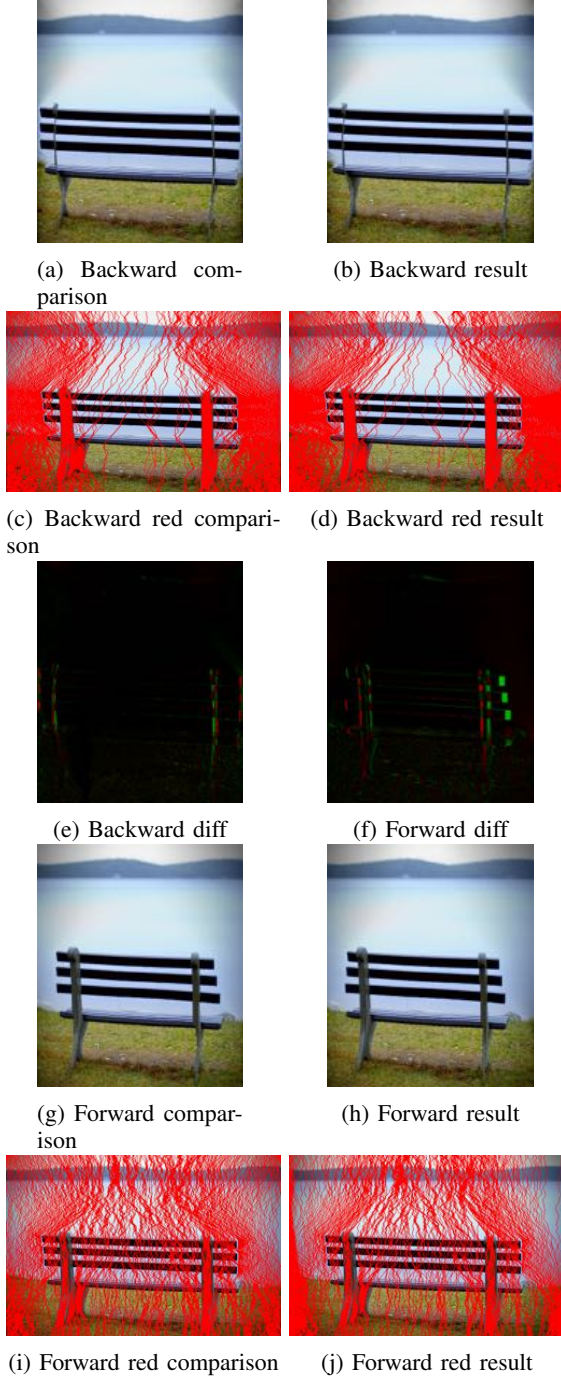 (a) Backward com-
parison
(b) Backward result
(c) Backward red compari-
son
(d) Backward red result
(e) Backward diff
(f) Forward diff
(g) Forward compar-
ison
(h) Forward result
(i) Forward red comparison
(j) Forward red result